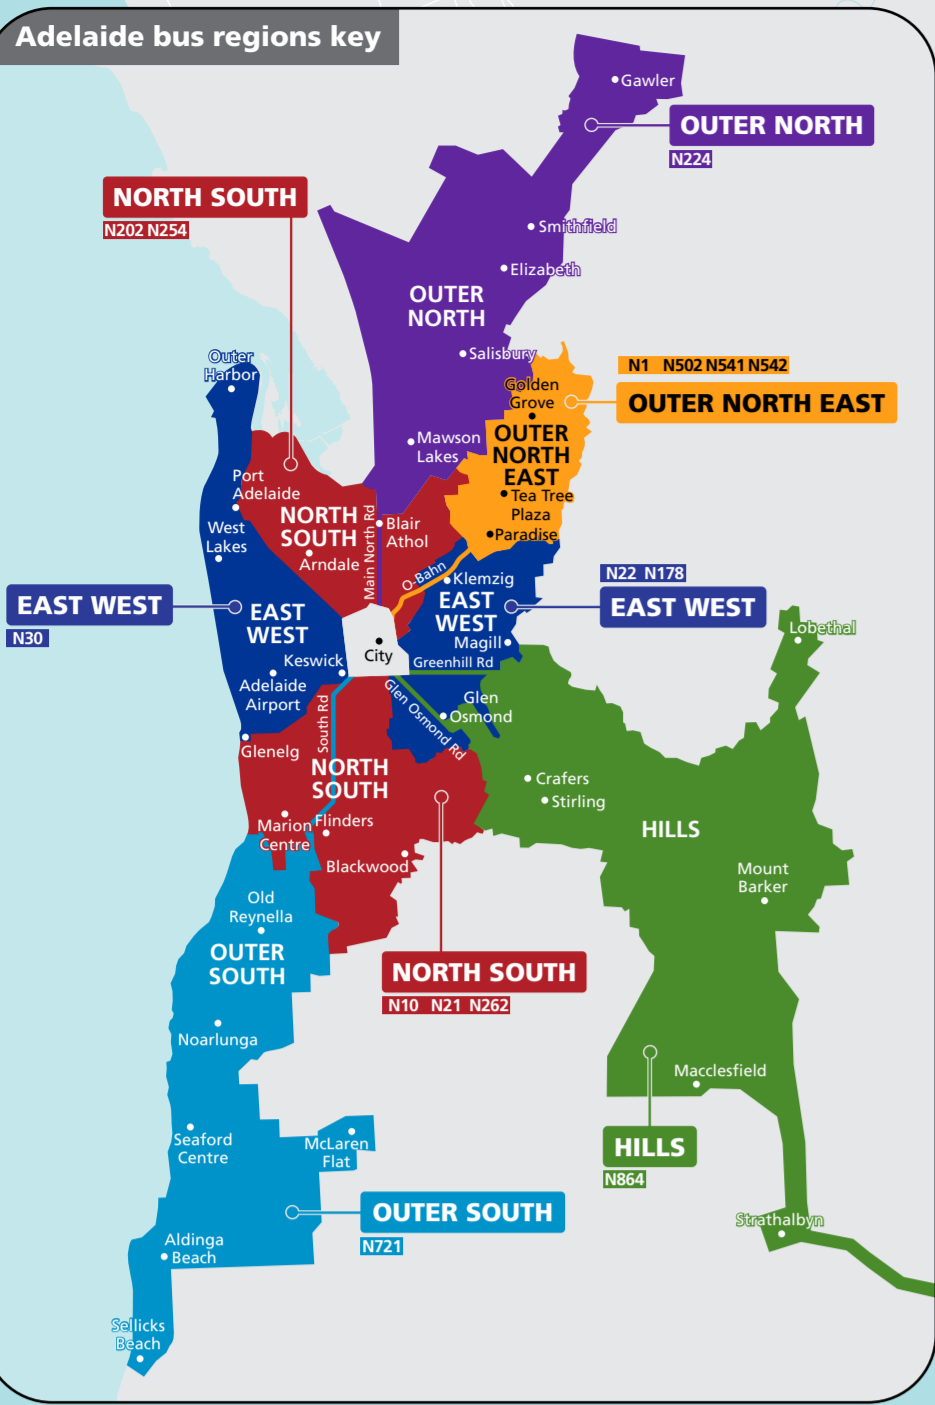 Adelaide bus regions key
Gawler
OUTER NORTH
N224
NORTH SOUTH
N202 N254
Smithfield
Elizabeth
OUTER
NORTH
Salisbury
Outer
Harbor
N1 N502 N541 N542
OUTER NORTH EAST
Golden
Grove
OUTER
NORTH
EAST
Mawson
Lakes
Tea Tree
Plaza
Paradise
Port
Adelaide
NORTH
SOUTH
Main North Rd
Blair
Athol
West
Lakes
Arndale
O-Bahn
Klemzig
N22 N178
EAST WEST
EAST WEST
N30
EAST
WEST
EAST
WEST
Magill
Lobethal
City
Keswick
Greenhill Rd
Adelaide
Airport
South Rd
Glen Osmond Rd
Glen
Osmond
Glenelg
NORTH
SOUTH
Crafers
Stirling
Marion
Centre
Flinders
HILLS
Blackwood
Mount
Barker
Old
Reynella
OUTER
SOUTH
NORTH SOUTH
N10 N21 N262
Noarlunga
Macclesfield
Seaford
Centre
McLaren
Flat
HILLS
N864
OUTER SOUTH
N721
Strathalbyn
Aldinga
Beach
Sellicks
Beach